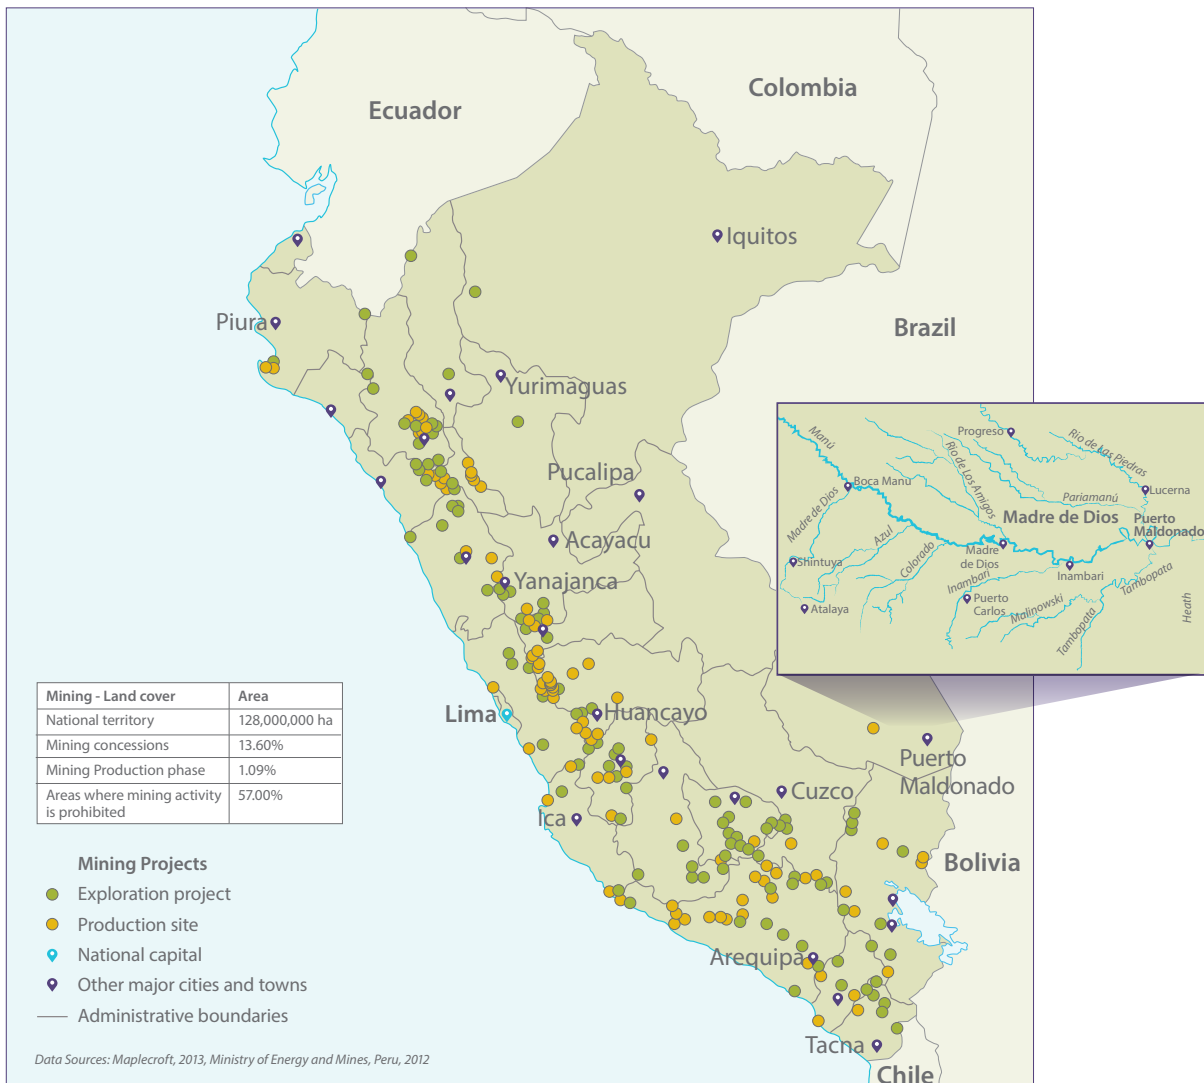 Colombia
Ecuador
Iquitos
Piura
Brazil
Yurimaguas
Pucalipa
Acayacu
Yanajanca
Lima
Huancayo
Puerto
Maldonado
Cuzco
Ica
Bolivia
Arequipa
Tacna
Chile
Manú
Progreso
Rio de Las Piedras
Rio de Los Amigos
Boca Manu
Lucerna
Pariamanú
Madre de Dios
Madre de Dios
Puerto
Maldonado
Azul
Colorado
Madre
de Dios
Shintuya
Inambari
Inambari
Tambopata
Atalaya
Puerto
Carlos
Malinowski
Tambopata
Heath
Mining - Land cover Area
National territory 128,000,000 ha
Mining concessions 13.60%
Mining Production phase 1.09%
Areas where mining activity 57.00%
is prohibited
Mining Projects
Exploration project
Production site
National capital
Other major cities and towns
Administrative boundaries
Data Sources: Maplecroft, 2013, Ministry of Energy and Mines, Peru, 2012